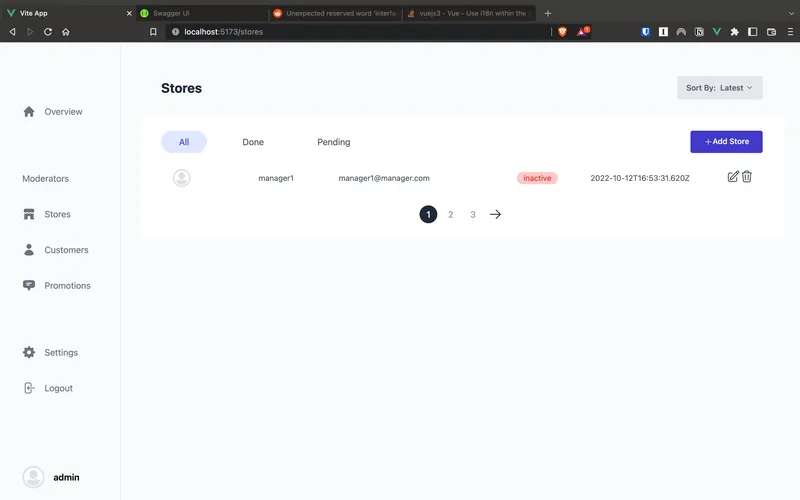 Vite App
Swagger UI
Unexpected reserved word 'interfa
vuejs3 - Vue - Use i18n within the
localhost:5173/stores
1
Stores
Sort By: Latest
Overview
All
Done
Pending
+Add Store
Moderators
manager1
manager1@manager.com
inactive
2022-10-12T16:53:31.620Z
Stores
1
2
3
Customers
Promotions
Settings
Logout
admin